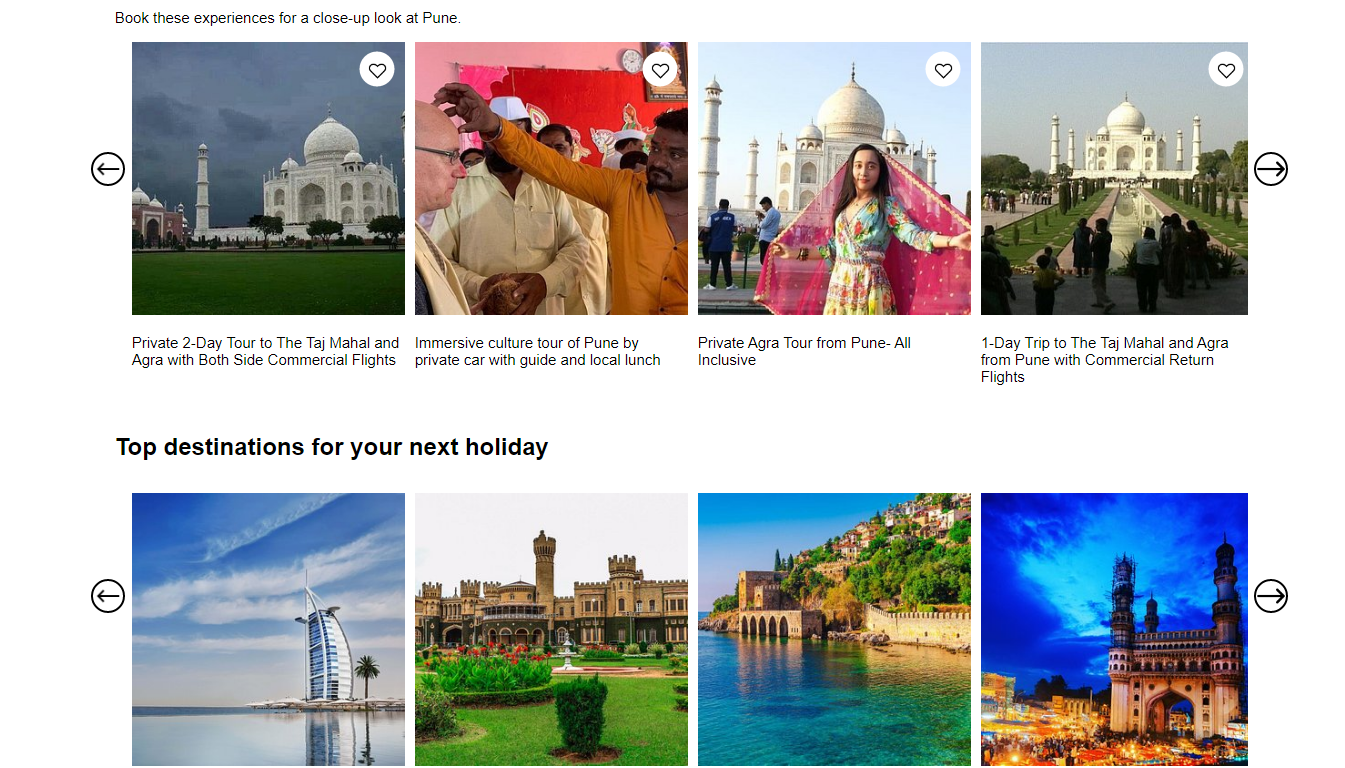 Book these experiences for a close-up look at Pune.
Private 2-Day Tour to The Taj Mahal and
Agra with Both Side Commercial Flights
Immersive culture tour of Pune by
private car with guide and local lunch
Private Agra Tour from Pune- All
Inclusive
1-Day Trip to The Taj Mahal and Agra
from Pune with Commercial Return
Flights
Top destinations for your next holiday